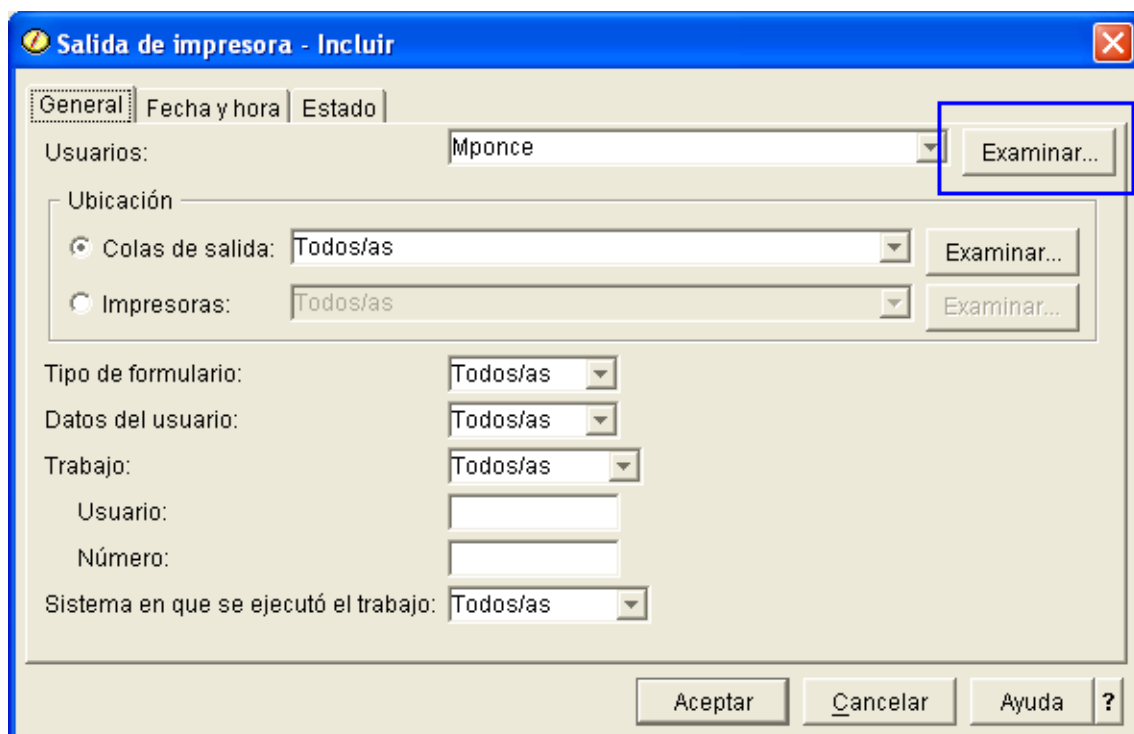 Salida de impresora - Incluir
General Fecha y hora Estado
Usuarios: Mponce Examinar...
Ubicación
Colas de salida: Todos/as Examinar...
Impresoras: Todos/as Examinar...
Tipo de formulario: Todos/as
Datos del usuario: Todos/as
Trabajo: Todos/as
Usuario:
Número:
Sistema en que se ejecutó el trabajo: Todos/as
Aceptar Cancelar Ayuda ?